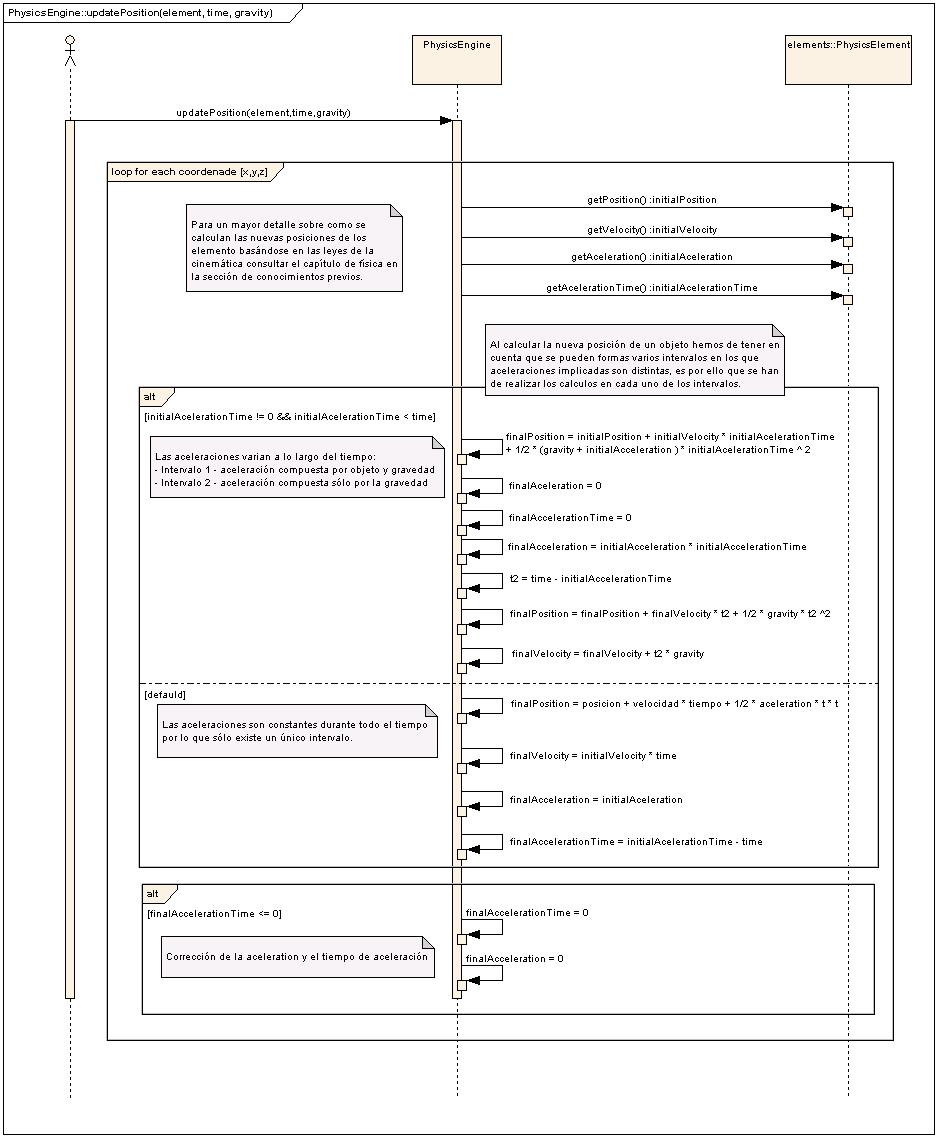 PhysicsEngine::updatePosition(element, time, gravity)
PhysicsEngine
elements::PhysicsElement
updatePosition(element,time,gravity)
loop for each coordenade [x,y,z]
getPosition() :initialPosition
Para un mayor detalle sobre como se
calculan las nuevas posiciones de los
elemento basándose en las leyes de la
cinemática consultar el capítulo de física en
la sección de conocimientos previos.
getVelocity() :initialVelocity
getAceleration() :initialAceleration
getAcelerationTime() :initialAcelerationTime
Al calcular la nueva posición de un objeto hemos de tener en
cuenta que se pueden formas varios intervalos en los que
aceleraciones implicadas son distintas, es por ello que se han
de realizar los calculos en cada uno de los intervalos.
alt
[initialAcelerationTime != 0 && initialAcelerationTime < time]
finalPosition = initialPosition + initialVelocity * initialAccelerationTime
+ 1/2 * (gravity + initialAcceleration ) * initialAccelerationTime ^ 2
Las aceleraciones varian a lo largo del tiempo:
- Intervalo 1 - aceleración compuesta por objeto y gravedad
- Intervalo 2 - aceleración compuesta sólo por la gravedad
finalAceleration = 0
finalAccelerationTime = 0
finalAcceleration = initialAcceleration * initialAccelerationTime
t2 = time - initialAccelerationTime
finalPosition = finalPosition + finalVelocity * t2 + 1/2 * gravity * t2 ^2
finalVelocity = finalVelocity + t2 * gravity
[defauld]
finalPosition = posicion + velocidad * tiempo + 1/2 * aceleration * t * t
Las aceleraciones son constantes durante todo el tiempo
por lo que sólo existe un único intervalo.
finalVelocity = initialVelocity * time
finalAcceleration = initialAceleration
finalAccelerationTime = initialAcelerationTime - time
alt
[finalAccelerationTime <= 0]
finalAccelerationTime = 0
Corrección de la aceleration y el tiempo de aceleración
finalAcceleration = 0